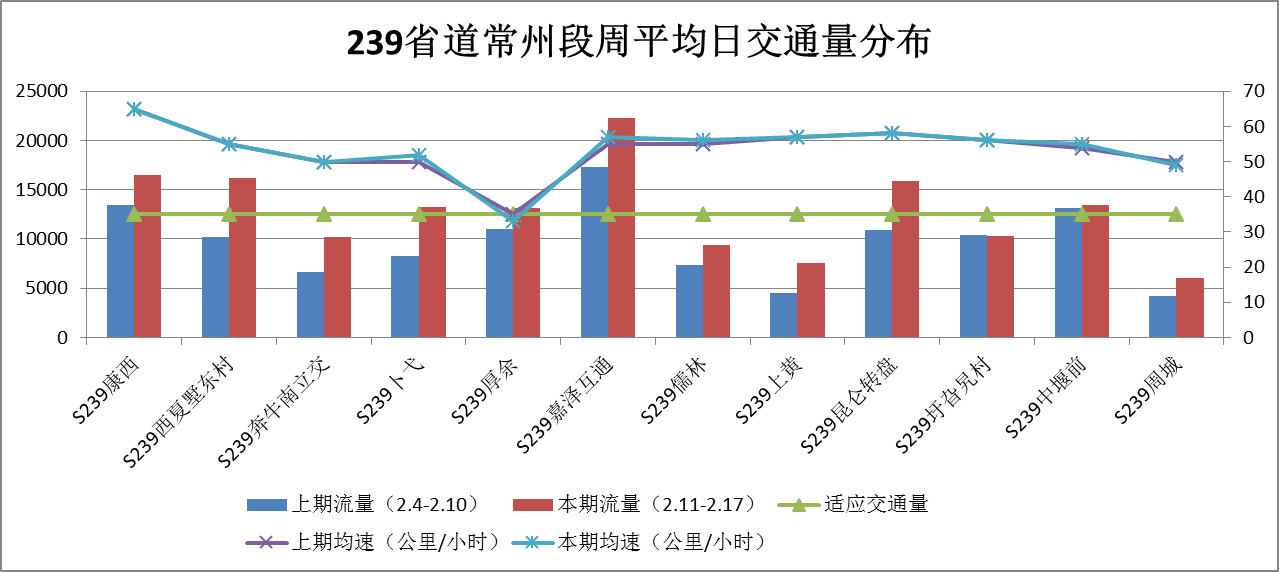 239省道常州段周平均日交通量分布
25000
20000
15000
10000
5000
0
70
60
50
40
30
20
10
0
S239康西
S239西夏墅东村
S239奔牛南立交
S239卜弋
S239厚余
S239嘉泽互通
S239儒林
S239上黄
S239昆仑转盘
S239圩旮旯村
S239中堰前
S239周城
上期流量（2.4-2.10）
本期流量（2.11-2.17）
适应交通量
上期均速（公里/小时）
本期均速（公里/小时）